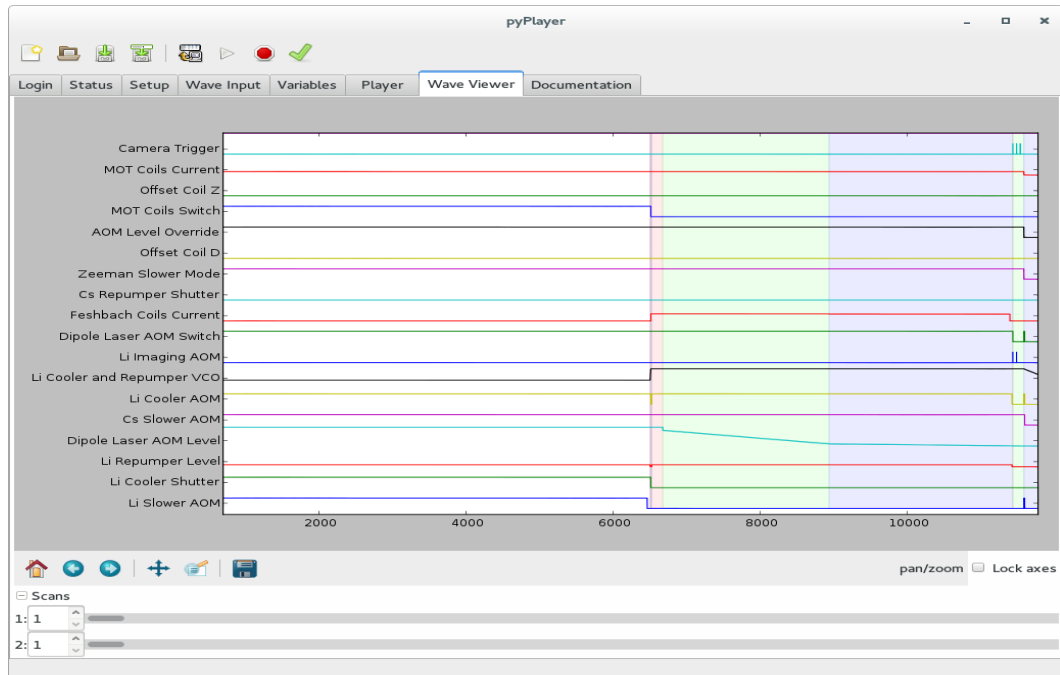 pyPlayer
Login Status Setup Wave Input Variables Player Wave Viewer Documentation
Camera Trigger
MOT Coils Current
Offset Coil Z
MOT Coils Switch
AOM Level Override
Offset Coil D
Zeeman Slower Mode
Cs Repumper Shutter
Feshbach Coils Current
Dipole Laser AOM Switch
Li Imaging AOM
Li Cooler and Repumper VCO
Li Cooler AOM
Cs Slower AOM
Dipole Laser AOM Level
Li Repumper Level
Li Cooler Shutter
Li Slower AOM
2000 4000 6000 8000 10000
pan/zoom Lock axes
Scans
1: 1
2: 1